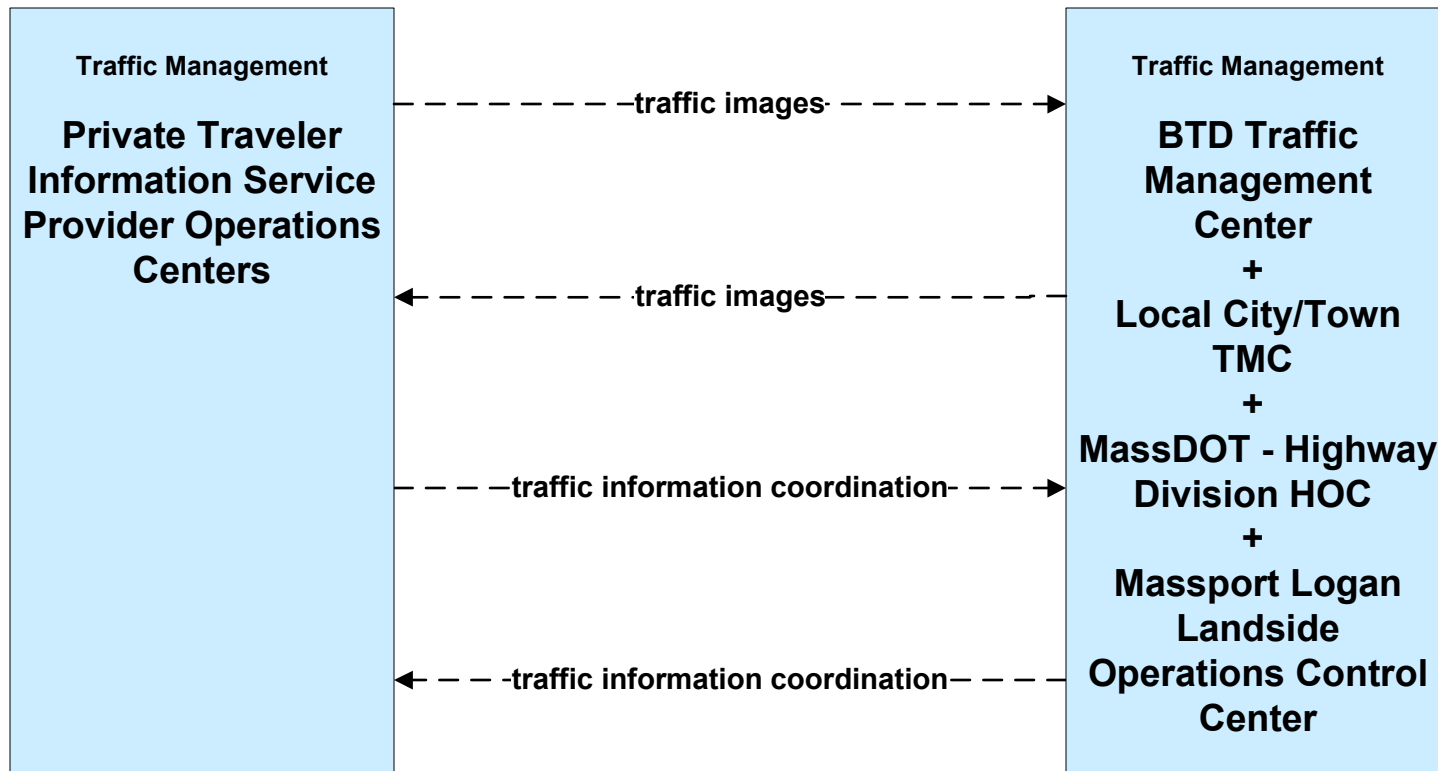 Traffic Management
Private Traveler
Information Service
Provider Operations
Centers
traffic images
traffic images
traffic information coordination
traffic information coordination
Traffic Management
BTD Traffic
Management
Center
+
Local City/Town
TMC
+
MassDOT - Highway
Division HOC
+
Massport Logan
Landside
Operations Control
Center